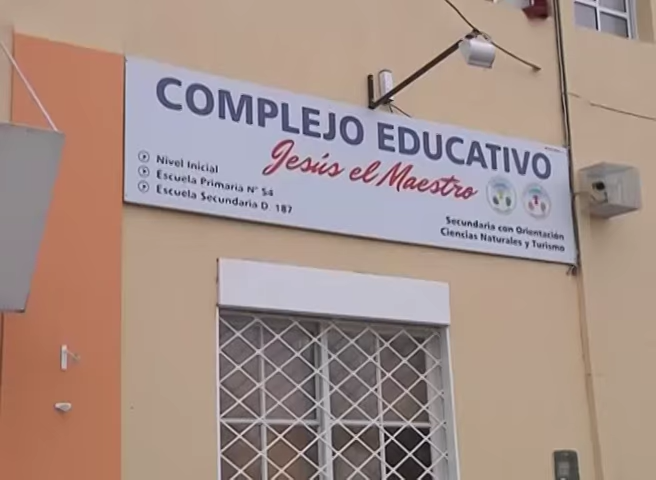 COMPLEJO EDUCATIVO
Jesús el Maestro
Nivel Inicial
Escuela Primaria N° 54
Escuela Secundaria D 187
Secundaria con Orientación
Ciencias Naturales y Turismo